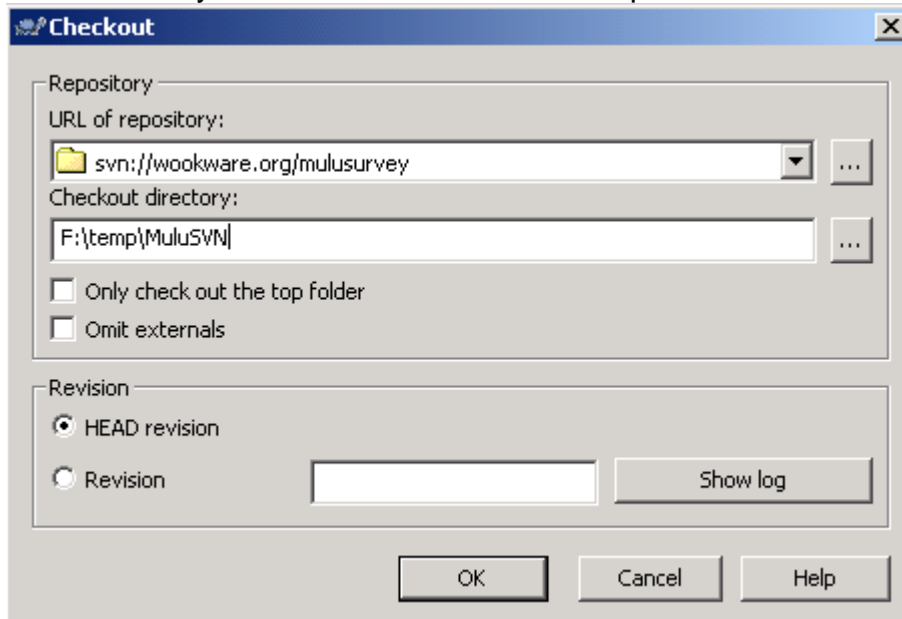 Checkout
Repository
URL of repository:
svn://wookware.org/mulusurvey
...
Checkout directory:
F:\temp\MuluSVN
...
Only check out the top folder
Omit externals
Revision
HEAD revision
Revision
Show log
OK Cancel Help